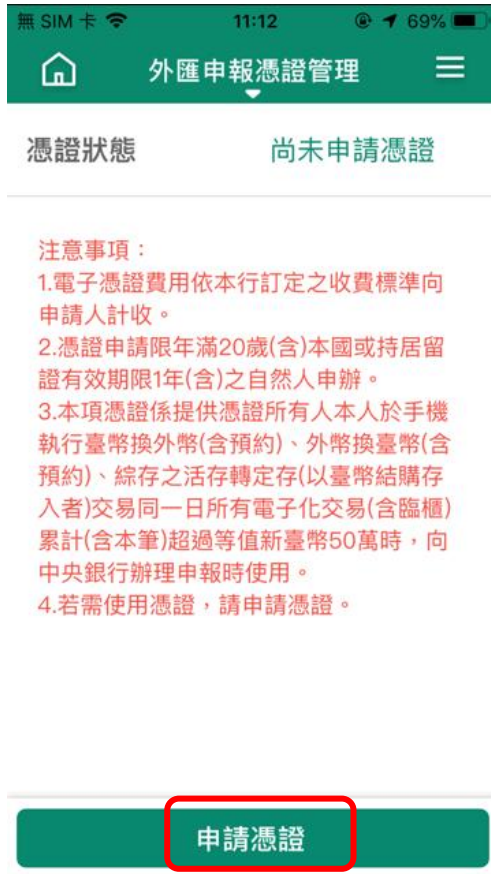 無 SIM 卡 11:12 69%
外匯申報憑證管理
憑證狀態 尚未申請憑證
注意事項：
1.電子憑證費用依本行訂定之收費標準向
申請人計收。
2.憑證申請限年滿20歲(含)本國或持居留
證有效期限1年(含)之自然人申辦。
3.本項憑證係提供憑證所有人本人於手機
執行臺幣換外幣(含預約)、外幣換臺幣(含
預約)、綜存之活存轉定存(以臺幣結購存
入者)交易同一日所有電子化交易(含臨櫃)
累計(含本筆)超過等值新臺幣50萬時，向
中央銀行辦理申報時使用。
4.若需使用憑證，請申請憑證。
申請憑證